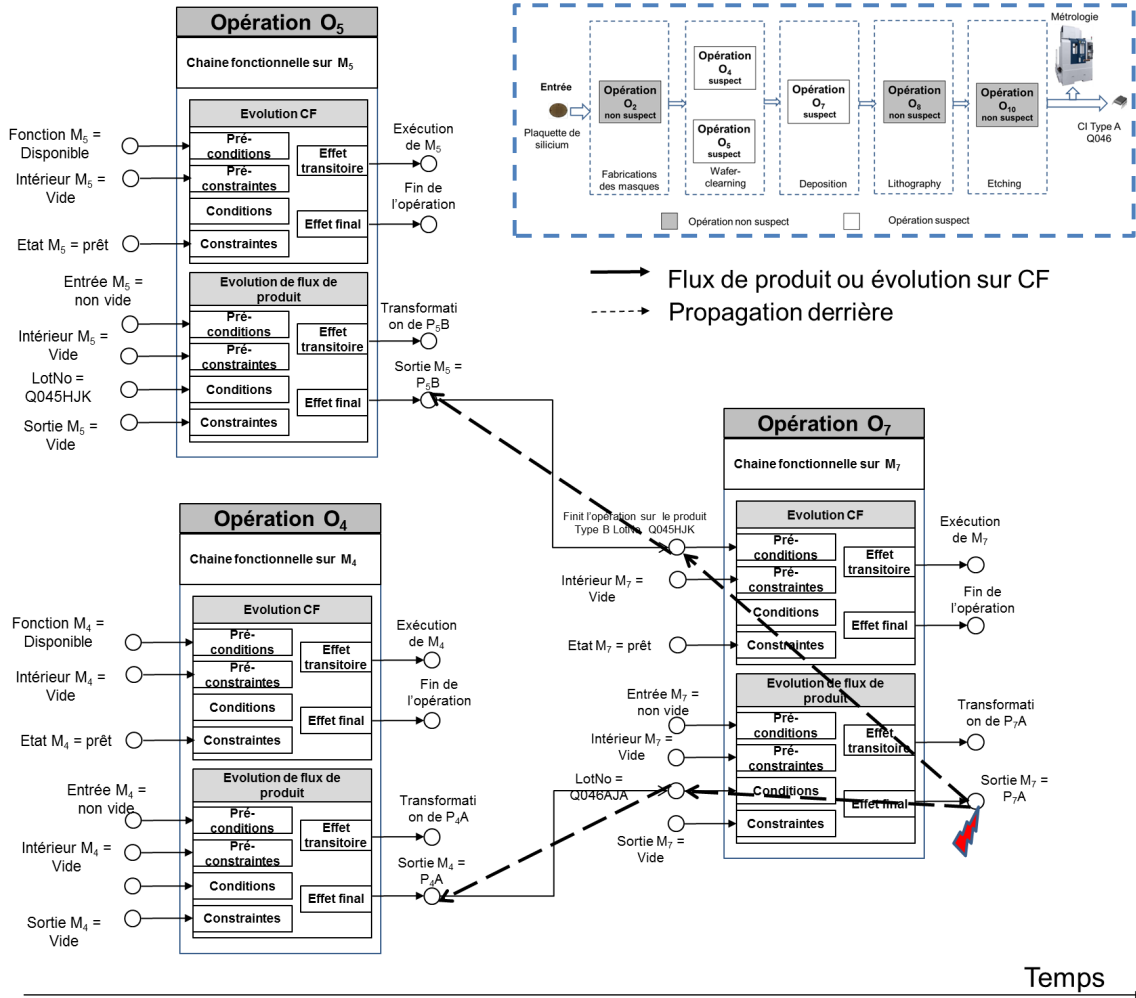 Opération O5
Chaine fonctionnelle sur M5
Evolution CF
Pré-
conditions
Pré-
constraintes
Conditions
Constraintes
Effet
transitoire
Effet final
Fonction M5 =
Disponible
Intérieur M5 =
Vide
Etat M5 = prêt
Exécution
de M5
Fin de
l'opération
Evolution de flux de
produit
Pré-
conditions
Pré-
constraintes
Conditions
Constraintes
Effet
transitoire
Effet final
Entrée M5 =
non vide
Intérieur M5 =
Vide
LotNo =
Q045HJK
Sortie M5 =
Vide
Transformati
on de P5B
Sortie M5 =
P5B
Entrée
Plaquette de
silicium
Opération
O2
non suspect
Fabrications
des masques
Opération
O4
suspect
Opération
O5
suspect
Wafer-
clearning
Opération
O7
suspect
Deposition
Opération
O8
non suspect
Lithography
Opération
O10
non suspect
Etching
Métrologie
CI Type A
Q046
Opération non suspect
Opération suspect
Flux de produit ou évolution sur CF
Propagation derrière
Opération O4
Chaine fonctionnelle sur M4
Evolution CF
Pré-
conditions
Pré-
constraintes
Conditions
Constraintes
Effet
transitoire
Effet final
Fonction M4 =
Disponible
Intérieur M4 =
Vide
Etat M4 = prêt
Exécution
de M4
Fin de
l'opération
Evolution de flux de
produit
Pré-
conditions
Pré-
constraintes
Conditions
Constraintes
Effet
transitoire
Effet final
Entrée M4 =
non vide
Intérieur M4 =
Vide
Sortie M4 =
Vide
Transformati
on de P4A
Sortie M4 =
P4A
Opération O7
Chaine fonctionnelle sur M7
Evolution CF
Pré-
conditions
Pré-
constraintes
Conditions
Constraintes
Effet
transitoire
Effet final
Finit l'opération sur le produit
Type B LotNo Q045HJK
Intérieur M7 =
Vide
Etat M7 = prêt
Exécution
de M7
Fin de
l'opération
Evolution de flux de
produit
Pré-
conditions
Pré-
constraintes
Conditions
Constraintes
Effet
transitoire
Effet final
Entrée M7 =
non vide
Intérieur M7 =
Vide
LotNo =
Q046AJA
Sortie M7 =
Vide
Transformati
on de P7A
Sortie M7 =
P7A
Temps